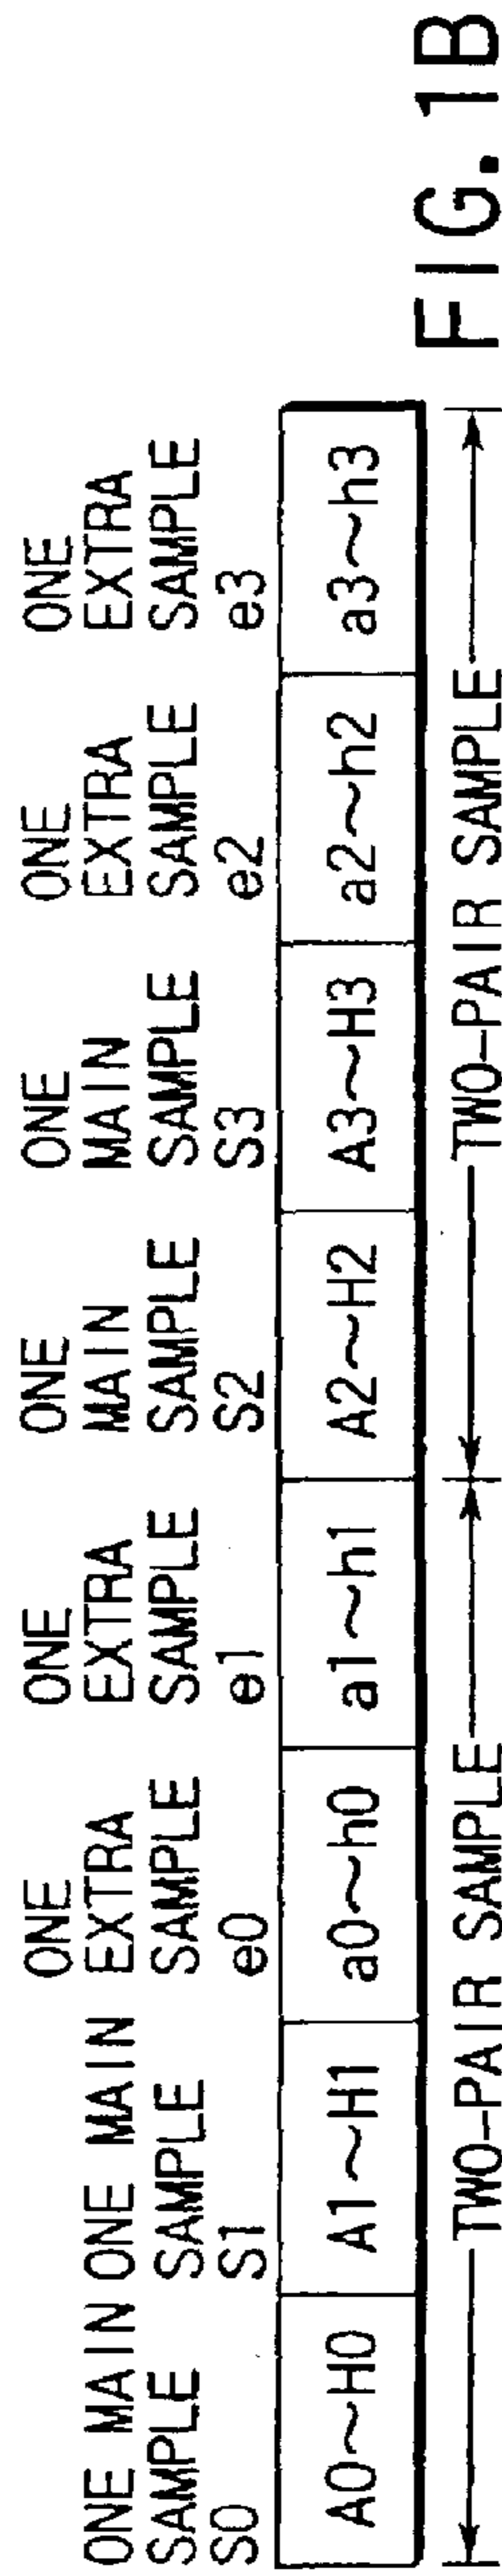 ONE MAIN
SAMPLE
S0
ONE MAIN
SAMPLE
S1
ONE
EXTRA
SAMPLE
e0
ONE
EXTRA
SAMPLE
e1
ONE
MAIN
SAMPLE
S2
ONE
MAIN
SAMPLE
S3
ONE
EXTRA
SAMPLE
e2
ONE
EXTRA
SAMPLE
e3
A0~H0
A1~H1
a0~h0
a1~h1
A2~H2
A3~H3
a2~h2
a3~h3
TWO-PAIR SAMPLE
TWO-PAIR SAMPLE
FIG. 1B